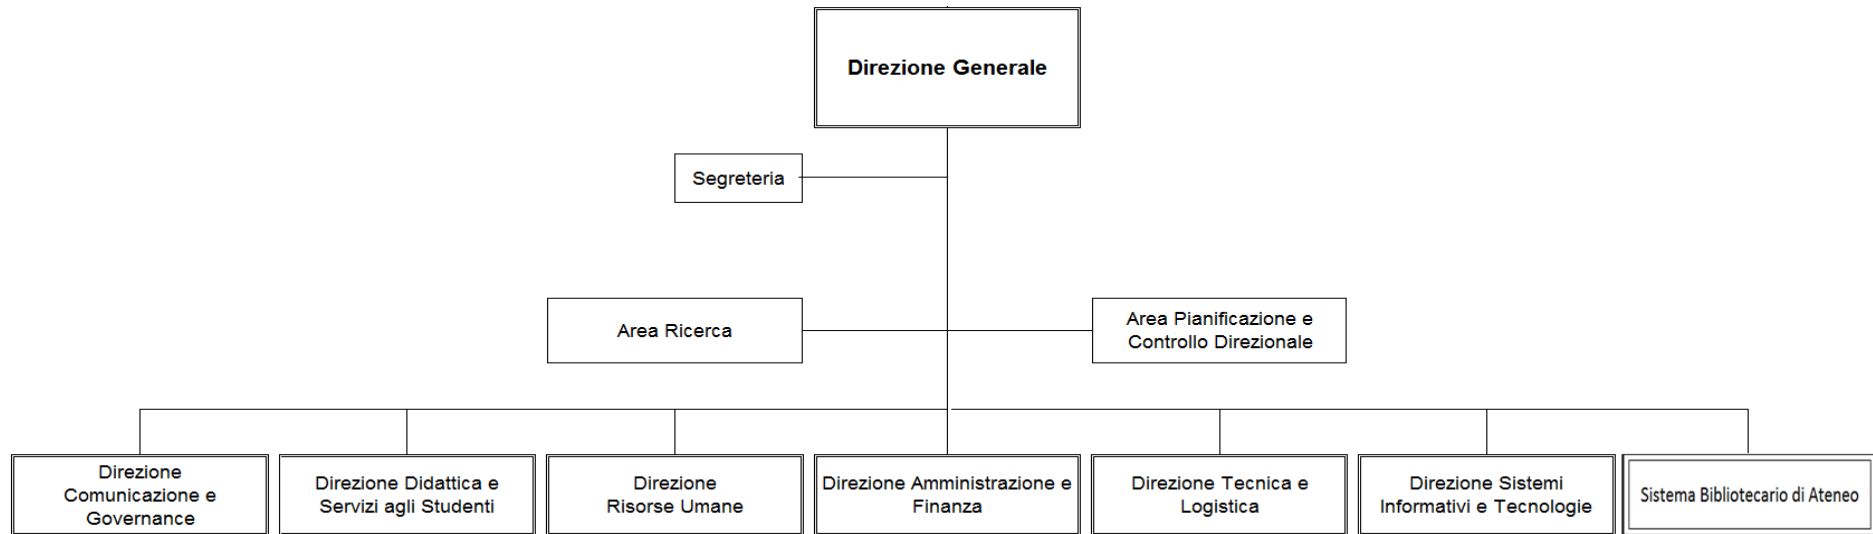 Direzione Generale
Segreteria
Area Ricerca
Area Pianificazione e
Controllo Direzionale
Direzione
Comunicazione e
Governance
Direzione Didattica e
Servizi agli Studenti
Direzione
Risorse Umane
Direzione Amministrazione e
Finanza
Direzione Tecnica e
Logistica
Direzione Sistemi
Informativi e Tecnologie
Sistema Bibliotecario di Ateneo